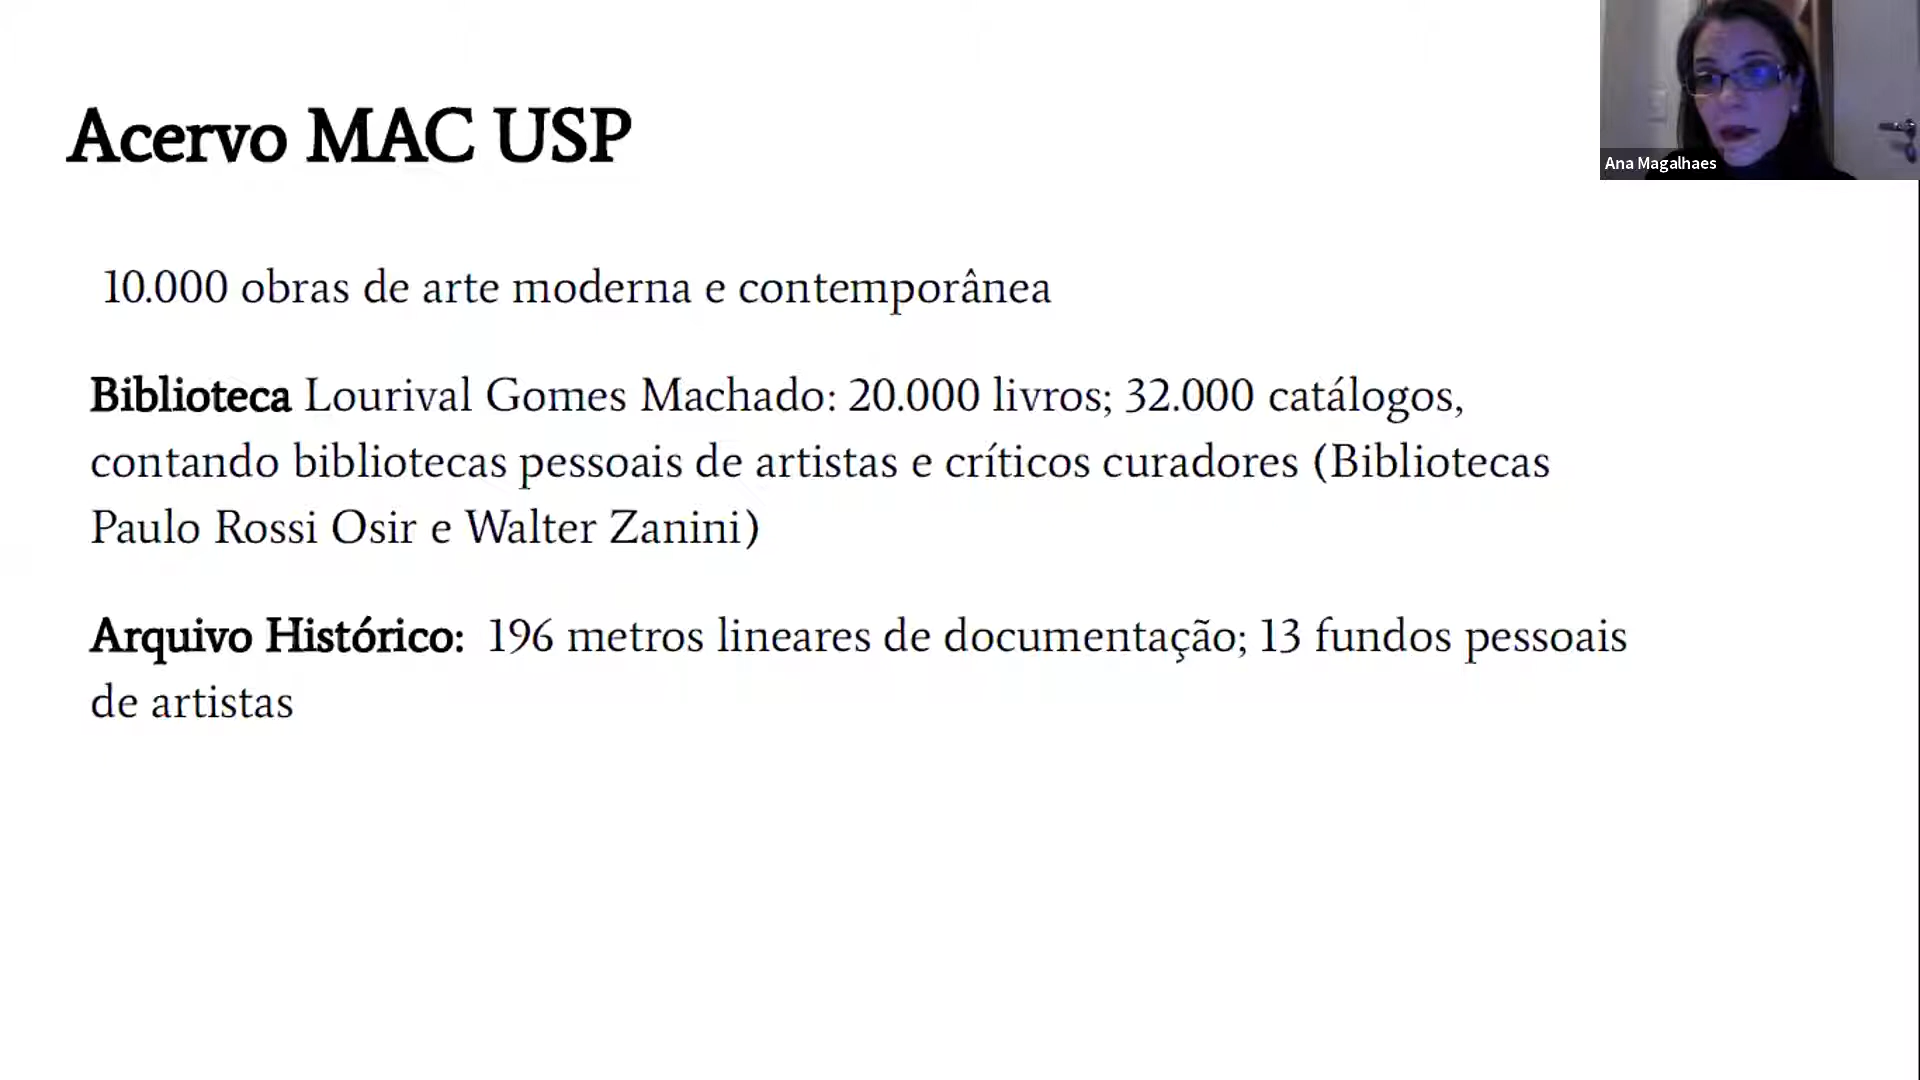 Acervo MAC USP
Ana Magalhaes
10.000 obras de arte moderna e contemporânea
Biblioteca Lourival Gomes Machado: 20.000 livros; 32.000 catálogos,
contando bibliotecas pessoais de artistas e críticos curadores (Bibliotecas
Paulo Rossi Osir e Walter Zanini)
Arquivo Histórico: 196 metros lineares de documentação; 13 fundos pessoais
de artistas